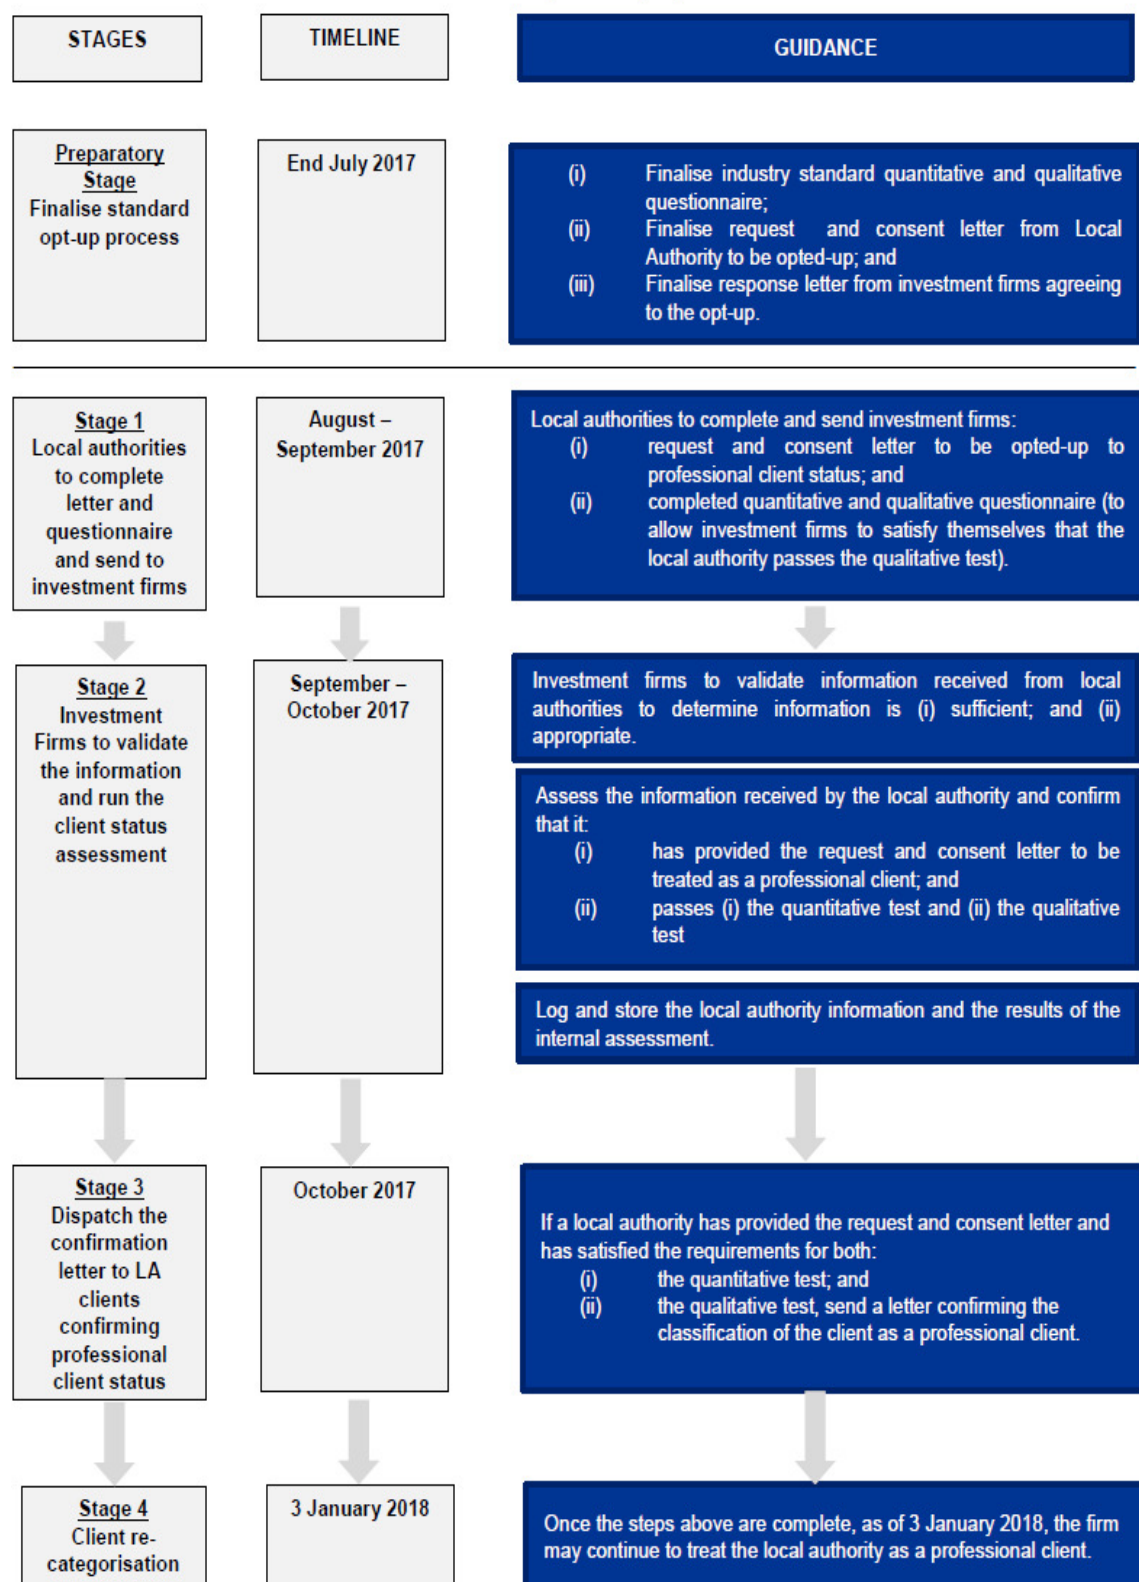 STAGES
TIMELINE
GUIDANCE
Preparatory
Stage
Finalise standard
opt-up process
End July 2017
(i) Finalise industry standard quantitative and qualitative
questionnaire;
(ii) Finalise request and consent letter from Local
Authority to be opted-up; and
(iii) Finalise response letter from investment firms agreeing
to the opt-up.
Stage 1
Local authorities
to complete
letter and
questionnaire
and send to
investment firms
August –
September 2017
Local authorities to complete and send investment firms:
(i) request and consent letter to be opted-up to
professional client status; and
(ii) completed quantitative and qualitative questionnaire (to
allow investment firms to satisfy themselves that the
local authority passes the qualitative test).
Stage 2
Investment
Firms to validate
the information
and run the
client status
assessment
September –
October 2017
Investment firms to validate information received from local
authorities to determine information is (i) sufficient; and (ii)
appropriate.
Assess the information received by the local authority and confirm
that it:
(i) has provided the request and consent letter to be
treated as a professional client; and
(ii) passes (i) the quantitative test and (ii) the qualitative
test
Log and store the local authority information and the results of the
internal assessment.
Stage 3
Dispatch the
confirmation
letter to LA
clients
confirming
professional
client status
October 2017
If a local authority has provided the request and consent letter and
has satisfied the requirements for both:
(i) the quantitative test; and
(ii) the qualitative test, send a letter confirming the
classification of the client as a professional client.
Stage 4
Client re-
categorisation
3 January 2018
Once the steps above are complete, as of 3 January 2018, the firm
may continue to treat the local authority as a professional client.